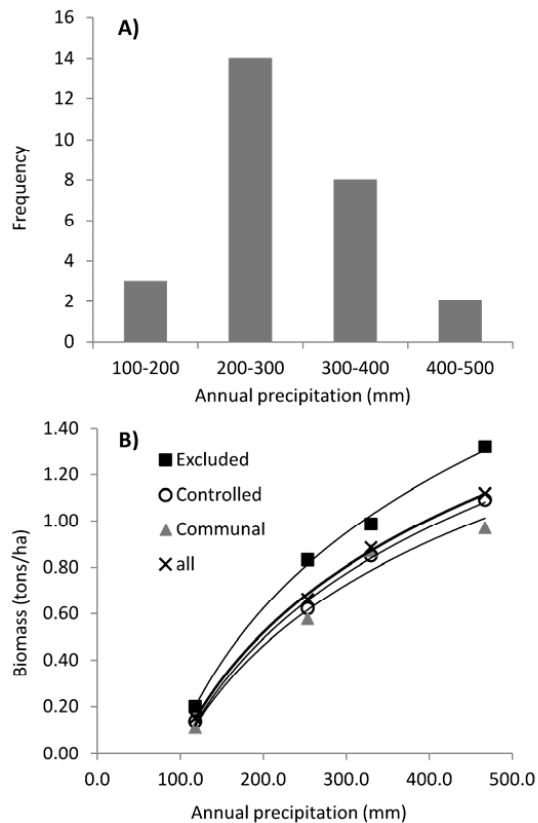 A)
16
14
12
10
8
6
4
2
0
Frequency
100-200 200-300 300-400 400-500
Annual precipitation (mm)
B)
1.40
1.20
1.00
0.80
0.60
0.40
0.20
0.00
Biomass (tons/ha)
Excluded
Controlled
Communal
all
0.0 100.0 200.0 300.0 400.0 500.0
Annual precipitation (mm)